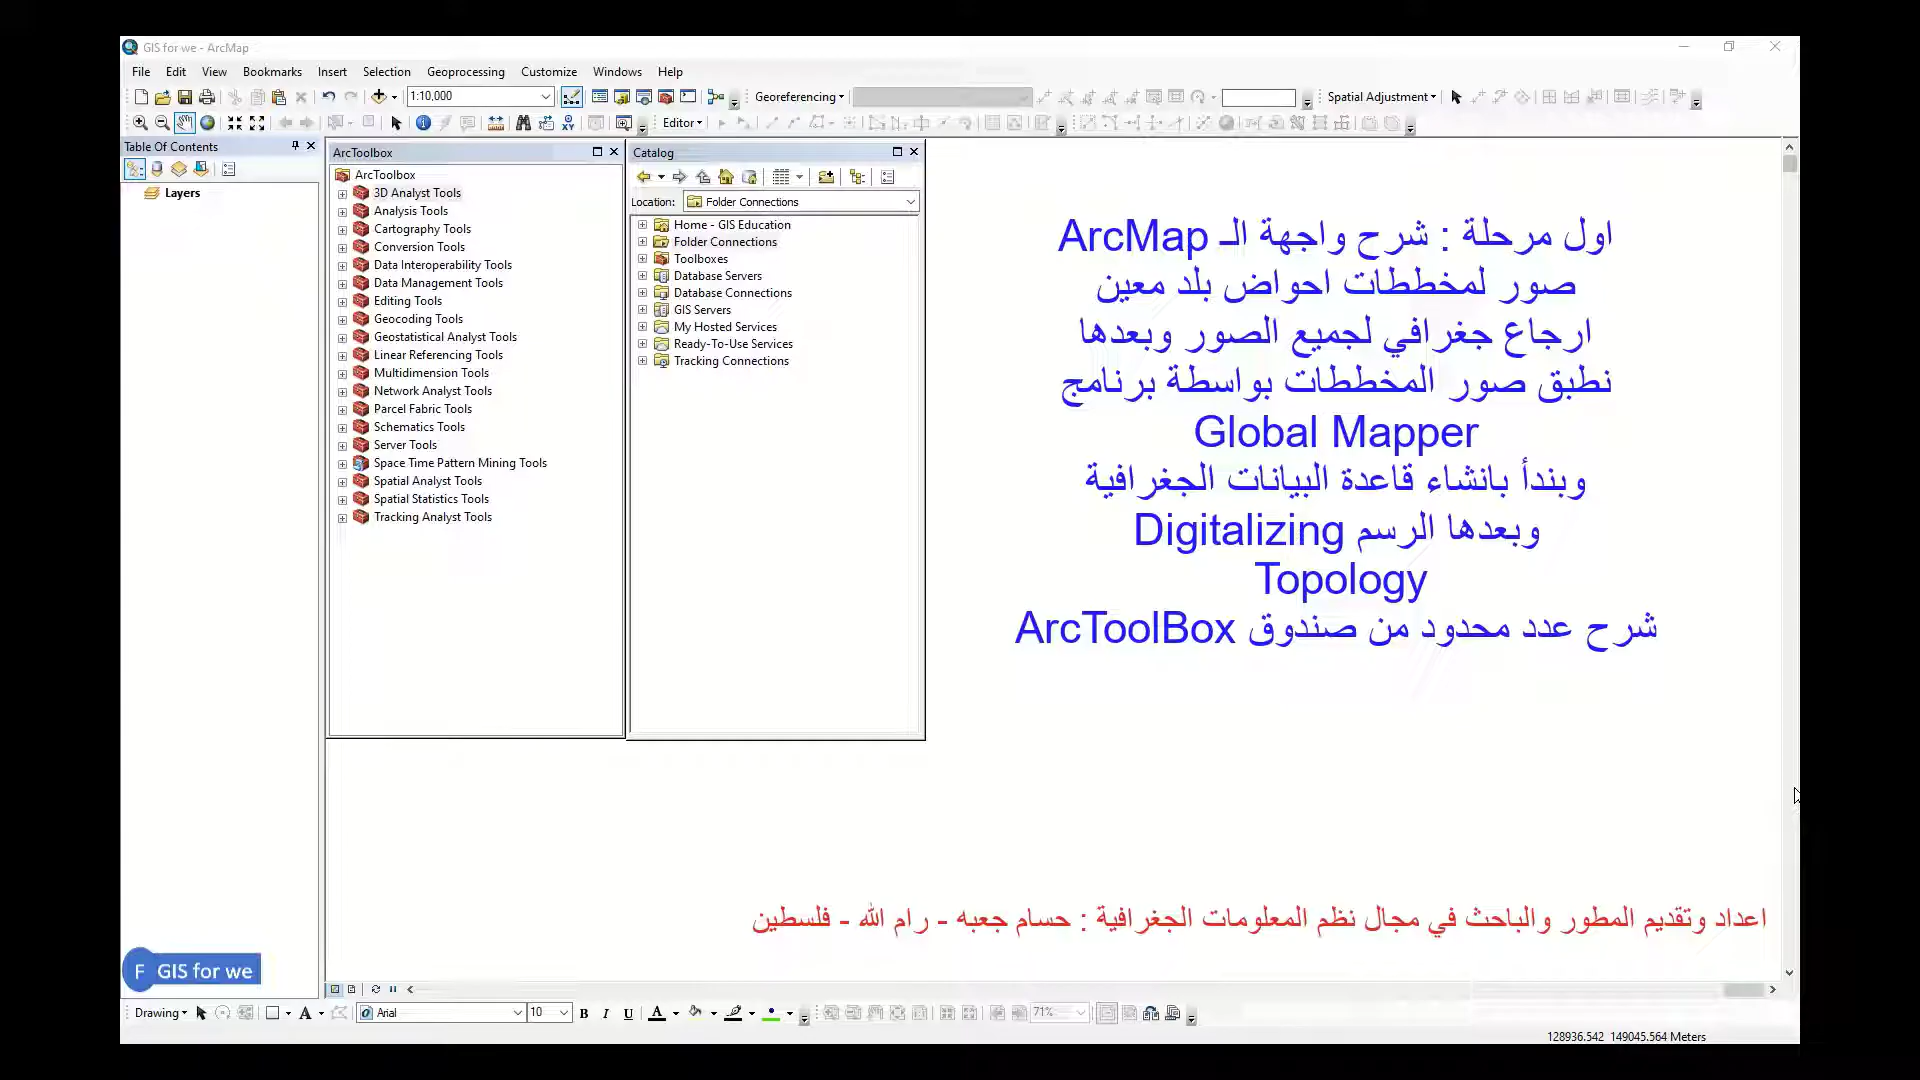 GIS for we - ArcMap
File Edit View Bookmarks Insert Selection Geoprocessing Customize Windows Help
1:10,000 Georeferencing Spatial Adjustment
Editor
Table Of Contents
Layers
ArcToolbox
ArcToolbox
3D Analyst Tools
Analysis Tools
Cartography Tools
Conversion Tools
Data Interoperability Tools
Data Management Tools
Editing Tools
Geocoding Tools
Geostatistical Analyst Tools
Linear Referencing Tools
Multidimension Tools
Network Analyst Tools
Parcel Fabric Tools
Schematics Tools
Server Tools
Space Time Pattern Mining Tools
Spatial Analyst Tools
Spatial Statistics Tools
Tracking Analyst Tools
Catalog
Location: Folder Connections
Home - GIS Education
Folder Connections
Toolboxes
Database Servers
Database Connections
GIS Servers
My Hosted Services
Ready-To-Use Services
Tracking Connections
اول مرحلة : شرح واجهة الـ ArcMap
صور لمخططات احواض بلد معين
ارجاع جغرافي لجميع الصور وبعدها
نطبق صور المخططات بواسطة برنامج
Global Mapper
وبندأ بانشاء قاعدة البيانات الجغرافية
وبعدها الرسم Digitalizing
Topology
شرح عدد محدود من صندوق ArcToolBox
اعداد وتقديم المطور والباحث في مجال نظم المعلومات الجغرافية : حسام جعبه - رام الله - فلسطين
F GIS for we
Drawing A Arial 10 B I U A 71%
128936.542 149045.564 Meters